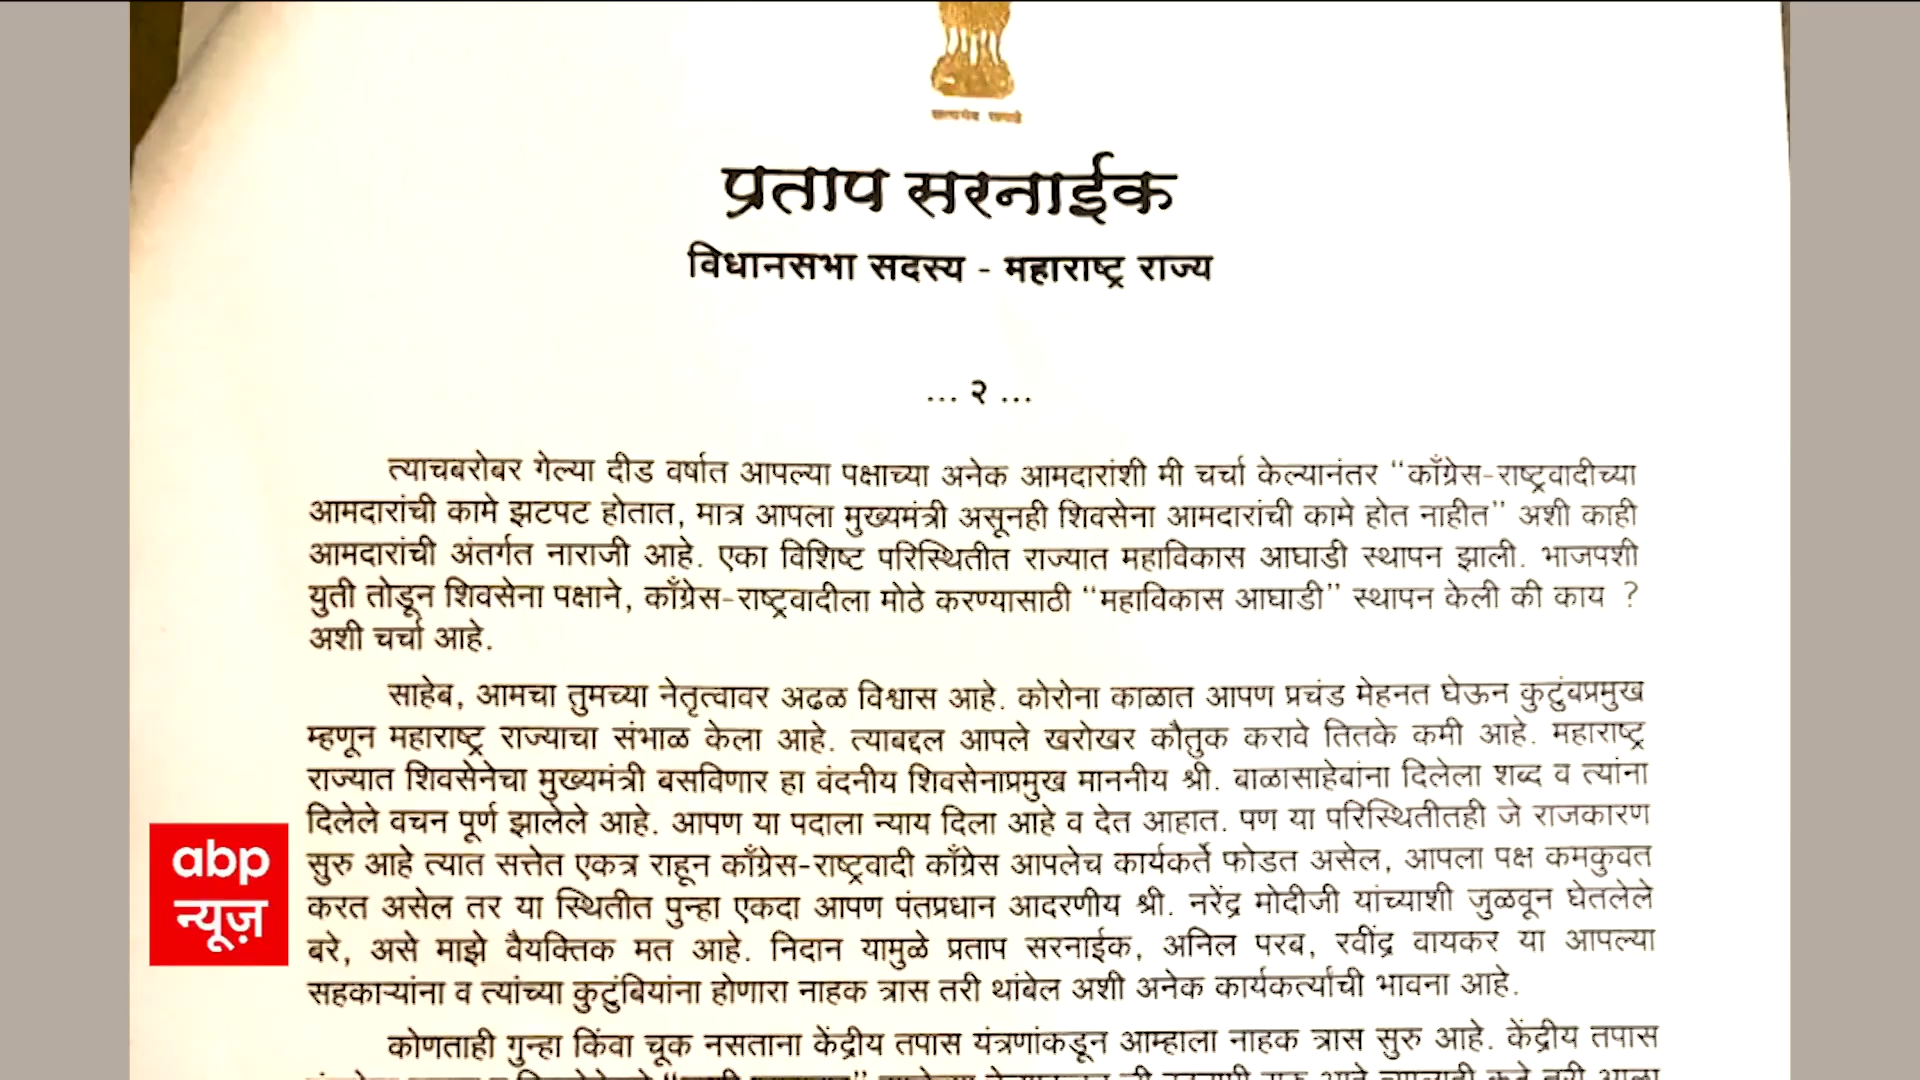 सत्यमेव जयते
प्रताप सरनाईक
विधानसभा सदस्य - महाराष्ट्र राज्य
... २ ...
त्याचबरोबर गेल्या दीड वर्षात आपल्या पक्षाच्या अनेक आमदारांशी मी चर्चा केल्यानंतर “काँग्रेस-राष्ट्रवादीच्या
आमदारांची कामे झटपट होतात, मात्र आपला मुख्यमंत्री असूनही शिवसेना आमदारांची कामे होत नाहीत” अशी काही
आमदारांची अंतर्गत नाराजी आहे. एका विशिष्ट परिस्थितीत राज्यात महाविकास आघाडी स्थापन झाली. भाजपशी
युती तोडून शिवसेना पक्षाने, काँग्रेस-राष्ट्रवादीला मोठे करण्यासाठी “महाविकास आघाडी” स्थापन केली की काय ?
अशी चर्चा आहे.
साहेब, आमचा तुमच्या नेतृत्वावर अढळ विश्वास आहे. कोरोना काळात आपण प्रचंड मेहनत घेऊन कुटुंबप्रमुख
म्हणून महाराष्ट्र राज्याचा संभाळ केला आहे. त्याबद्दल आपले खरोखर कौतुक करावे तितके कमी आहे. महाराष्ट्र
राज्यात शिवसेनेचा मुख्यमंत्री बसविणार हा वंदनीय शिवसेनाप्रमुख माननीय श्री. बाळासाहेबांना दिलेला शब्द व त्यांना
दिलेले वचन पूर्ण झालेले आहे. आपण या पदाला न्याय दिला आहे व देत आहात. पण या परिस्थितीतही जे राजकारण
सुरु आहे त्यात सत्तेत एकत्र राहून काँग्रेस-राष्ट्रवादी काँग्रेस आपलेच कार्यकर्ते फोडत असेल, आपला पक्ष कमकुवत
करत असेल तर या स्थितीत पुन्हा एकदा आपण पंतप्रधान आदरणीय श्री. नरेंद्र मोदीजी यांच्याशी जुळवून घेतलेले
बरे, असे माझे वैयक्तिक मत आहे. निदान यामुळे प्रताप सरनाईक, अनिल परब, रवींद्र वायकर या आपल्या
सहकाऱ्यांना व त्यांच्या कुटुंबियांना होणारा नाहक त्रास तरी थांबेल अशी अनेक कार्यकर्त्यांची भावना आहे.
कोणताही गुन्हा किंवा चूक नसताना केंद्रीय तपास यंत्रणांकडून आम्हाला नाहक त्रास सुरु आहे. केंद्रीय तपास
abp
न्यूज़